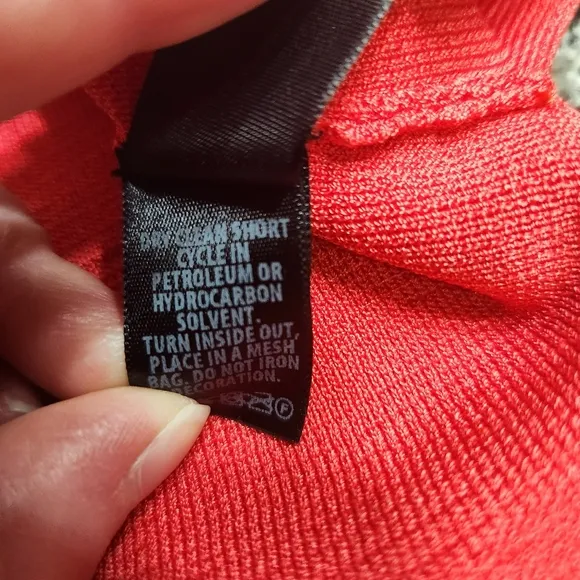 DRY CLEAN SHORT
CYCLE IN
PETROLEUM OR
HYDROCARBON
SOLVENT.
TURN INSIDE OUT,
PLACE IN A MESH
BAG. DO NOT IRON
DECORATION.
F